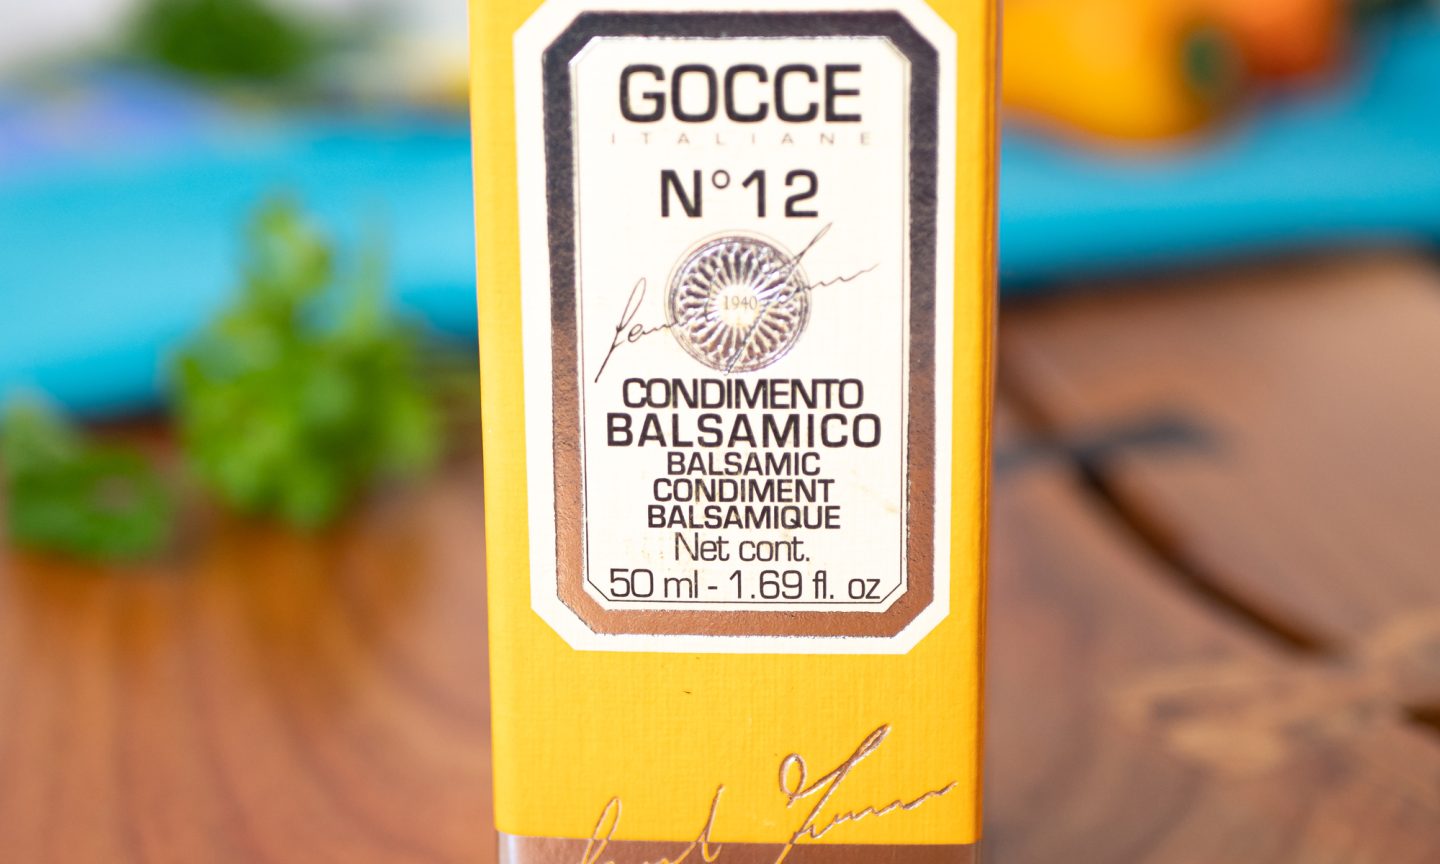 GOCCE
ITALIANE
N°12
1940
CONDIMENTO
BALSAMICO
BALSAMIC
CONDIMENT
BALSAMIQUE
Net cont.
50 ml - 1.69 fl. oz